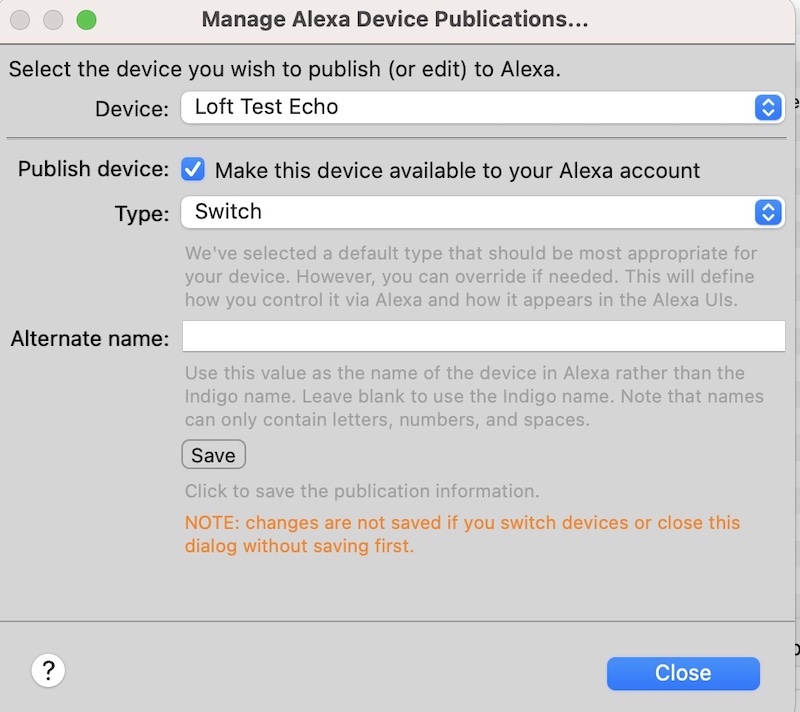 Manage Alexa Device Publications...
Select the device you wish to publish (or edit) to Alexa.
Device: Loft Test Echo
Publish device: Make this device available to your Alexa account
Type: Switch
We've selected a default type that should be most appropriate for
your device. However, you can override if needed. This will define
how you control it via Alexa and how it appears in the Alexa UIs.
Alternate name:
Use this value as the name of the device in Alexa rather than the
Indigo name. Leave blank to use the Indigo name. Note that names
can only contain letters, numbers, and spaces.
Save
Click to save the publication information.
NOTE: changes are not saved if you switch devices or close this
dialog without saving first.
?
Close